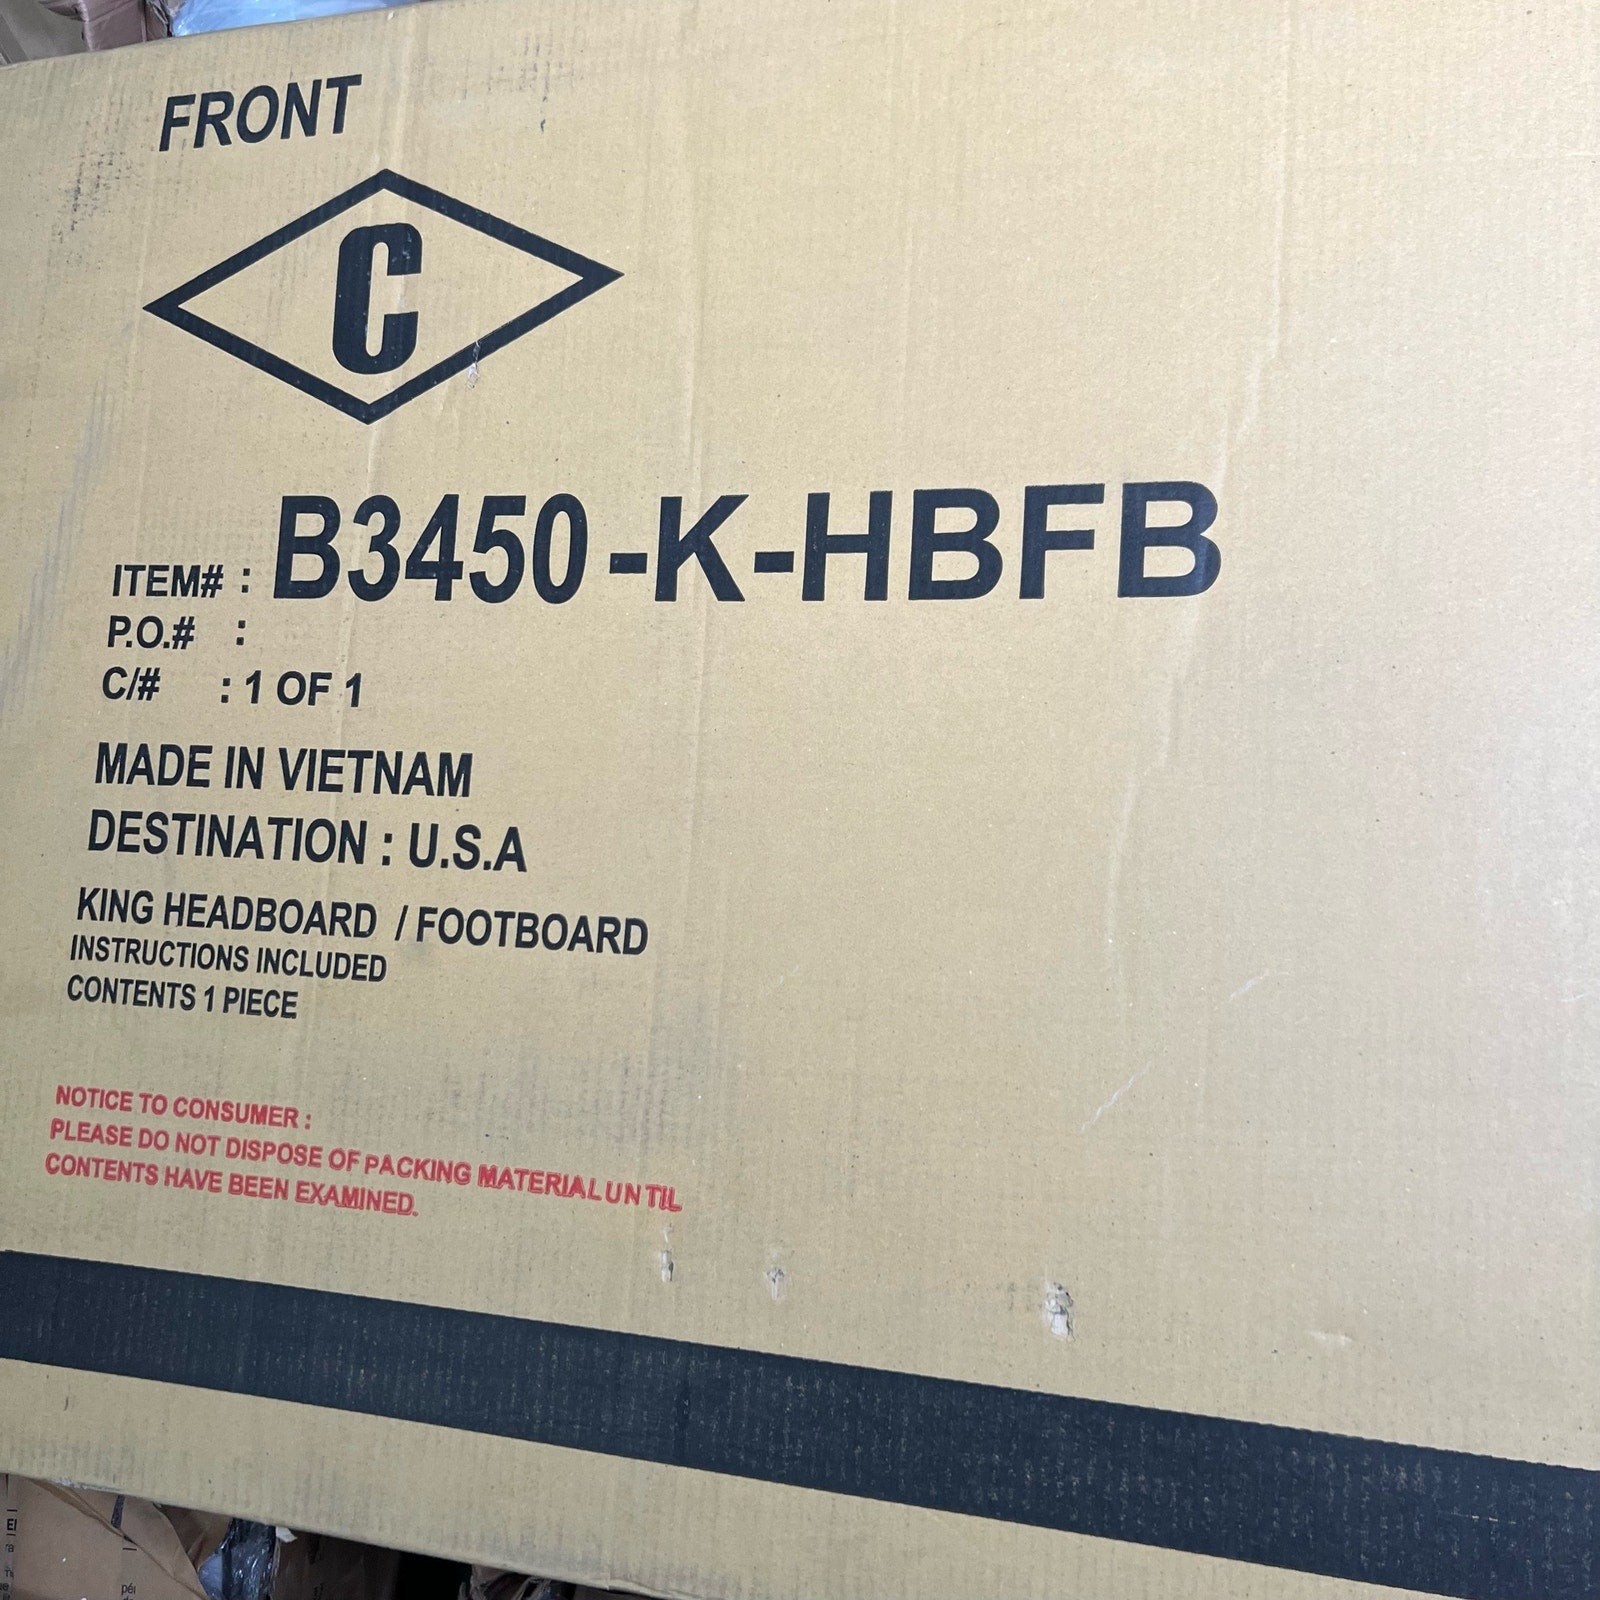 FRONT
C
ITEM# : B3450-K-HBFB
P.O.# :
C/# : 1 OF 1
MADE IN VIETNAM
DESTINATION : U.S.A
KING HEADBOARD / FOOTBOARD
INSTRUCTIONS INCLUDED
CONTENTS 1 PIECE
NOTICE TO CONSUMER :
PLEASE DO NOT DISPOSE OF PACKING MATERIAL UNTIL
CONTENTS HAVE BEEN EXAMINED.